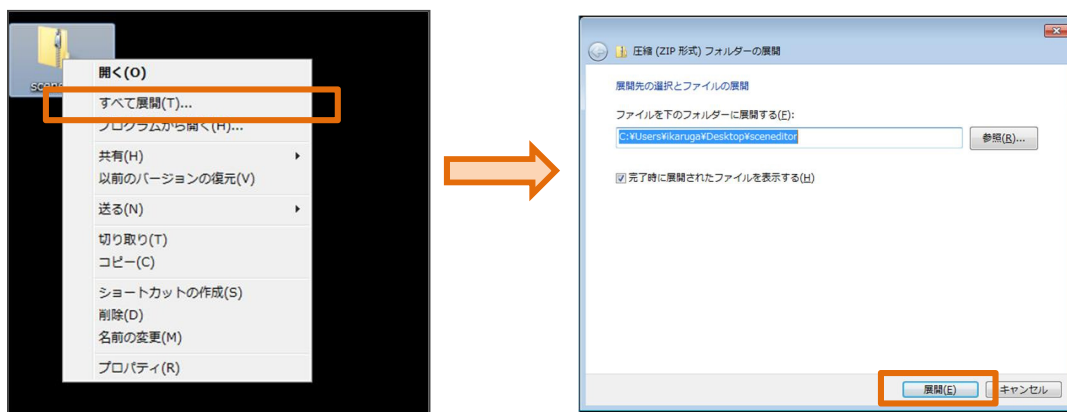 開く(O)
すべて展開(T)...
プログラムから開く(H)...
共有(H)
以前のバージョンの復元(V)
送る(N)
切り取り(T)
コピー(C)
ショートカットの作成(S)
削除(D)
名前の変更(M)
プロパティ(R)
圧縮 (ZIP 形式) フォルダーの展開
展開先の選択とファイルの展開
ファイルを下のフォルダーに展開する(F):
C:¥Users¥ikaruga¥Desktop¥sceneditor
参照(R)...
完了時に展開されたファイルを表示する(H)
展開(E)
キャンセル